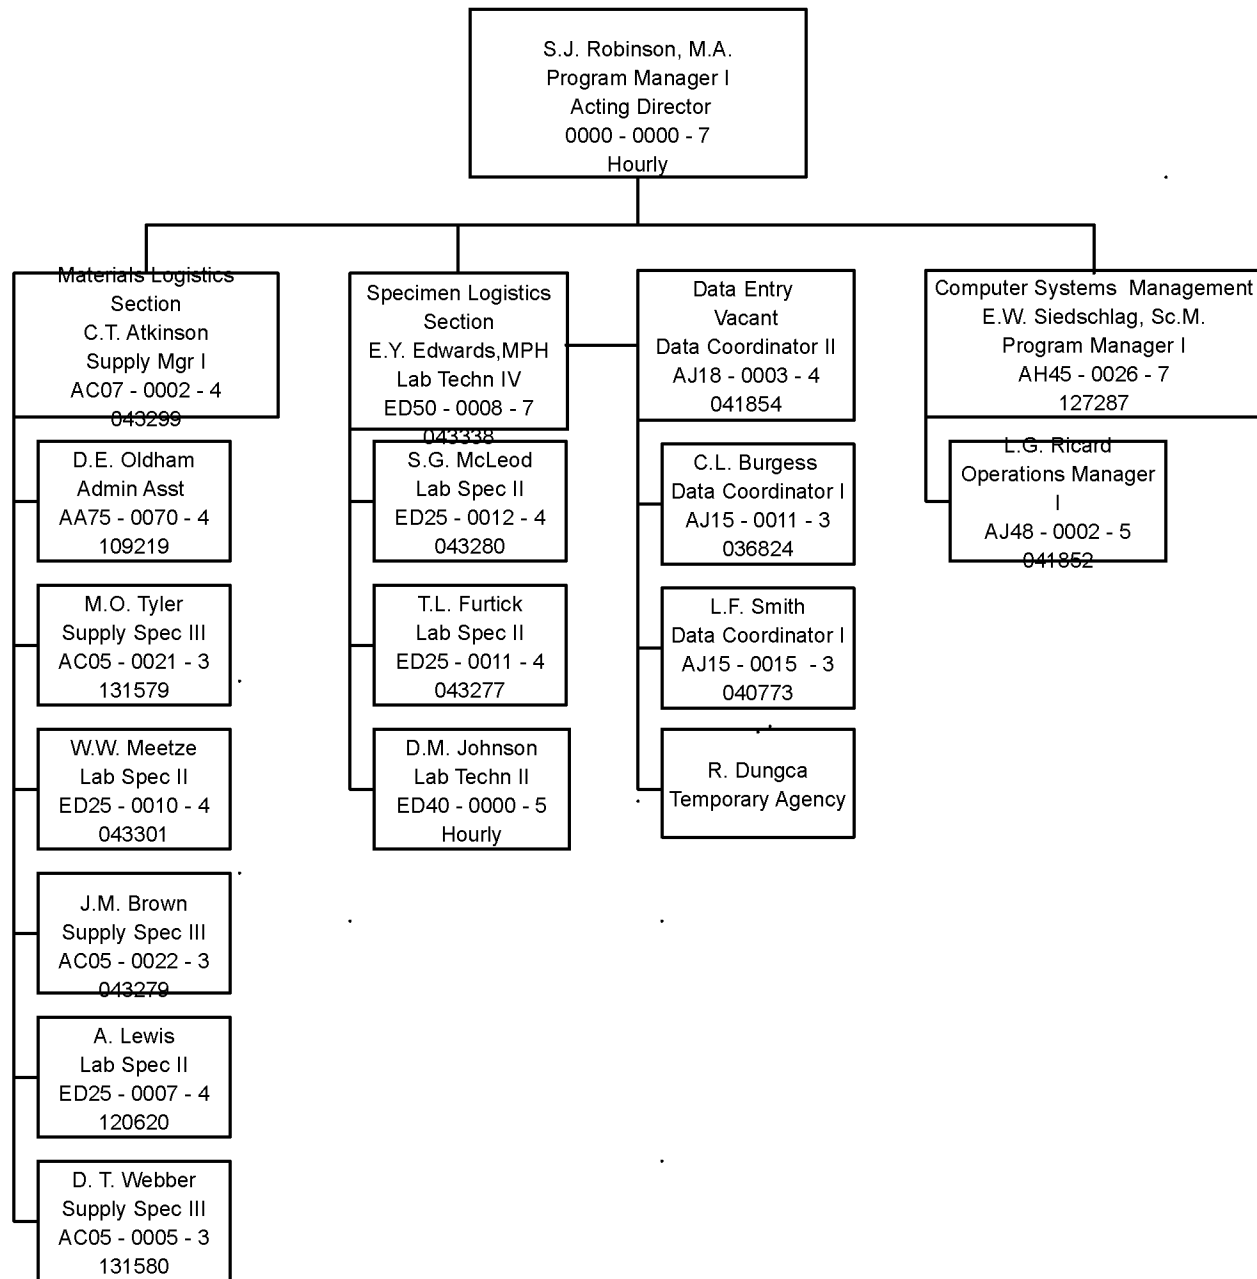 S.J. Robinson, M.A.
Program Manager I
Acting Director
0000 - 0000 - 7
Hourly
Materials Logistics
Section
C.T. Atkinson
Supply Mgr I
AC07 - 0002 - 4
043299
D.E. Oldham
Admin Asst
AA75 - 0070 - 4
109219
M.O. Tyler
Supply Spec III
AC05 - 0021 - 3
131579
W.W. Meetze
Lab Spec II
ED25 - 0010 - 4
043301
J.M. Brown
Supply Spec III
AC05 - 0022 - 3
043279
A. Lewis
Lab Spec II
ED25 - 0007 - 4
120620
D. T. Webber
Supply Spec III
AC05 - 0005 - 3
131580
Specimen Logistics
Section
E.Y. Edwards,MPH
Lab Techn IV
ED50 - 0008 - 7
043338
S.G. McLeod
Lab Spec II
ED25 - 0012 - 4
043280
T.L. Furtick
Lab Spec II
ED25 - 0011 - 4
043277
D.M. Johnson
Lab Techn II
ED40 - 0000 - 5
Hourly
Data Entry
Vacant
Data Coordinator II
AJ18 - 0003 - 4
041854
C.L. Burgess
Data Coordinator I
AJ15 - 0011 - 3
036824
L.F. Smith
Data Coordinator I
AJ15 - 0015 - 3
040773
R. Dungca
Temporary Agency
Computer Systems Management
E.W. Siedschlag, Sc.M.
Program Manager I
AH45 - 0026 - 7
127287
L.G. Ricard
Operations Manager
I
AJ48 - 0002 - 5
041852